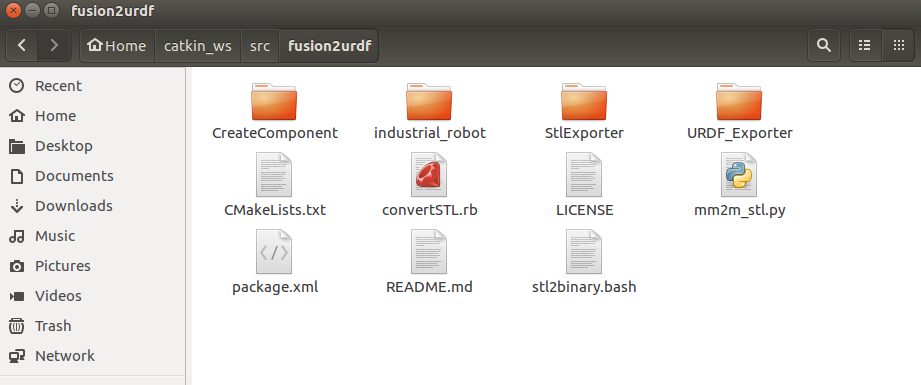 fusion2urdf
Home catkin_ws src fusion2urdf
Recent
Home
Desktop
Documents
Downloads
Music
Pictures
Videos
Trash
Network
CreateComponent industrial_robot StlExporter URDF_Exporter
CMakeLists.txt convertSTL.rb LICENSE mm2m_stl.py
package.xml README.md stl2binary.bash